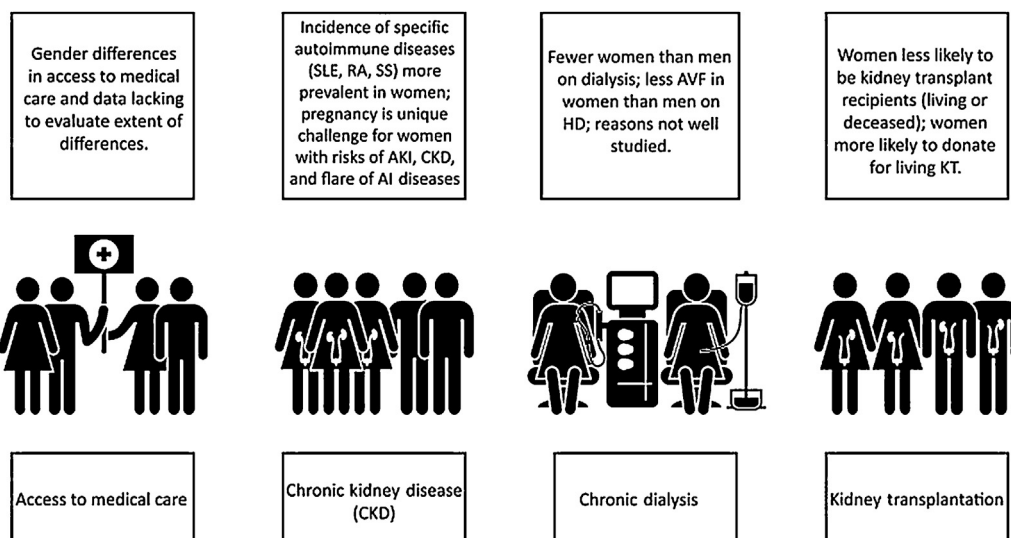 Gender differences
in access to medical
care and data lacking
to evaluate extent of
differences.
Incidence of specific
autoimmune diseases
(SLE, RA, SS) more
prevalent in women;
pregnancy is unique
challenge for women
with risks of AKI, CKD,
and flare of AI diseases
Fewer women than men
on dialysis; less AVF in
women than men on
HD; reasons not well
studied.
Women less likely to
be kidney transplant
recipients (living or
deceased); women
more likely to donate
for living KT.
Access to medical care
Chronic kidney disease
(CKD)
Chronic dialysis
Kidney transplantation